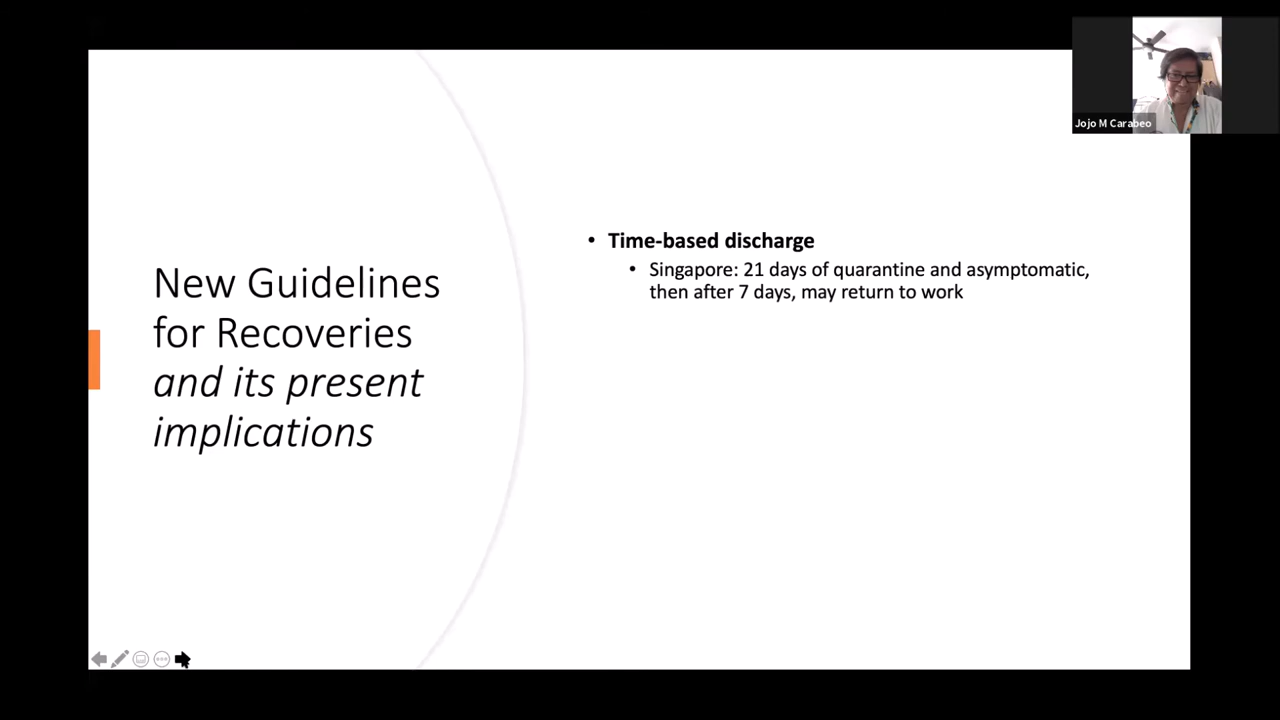 New Guidelines
for Recoveries
and its present
implications
• Time-based discharge
• Singapore: 21 days of quarantine and asymptomatic,
then after 7 days, may return to work
Jojo M Carabeo